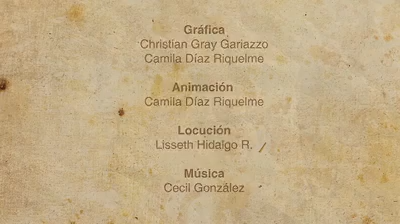 Gráfica
Christian Gray Gariazzo
Camila Díaz Riquelme
Animación
Camila Díaz Riquelme
Locución
Lisseth Hidalgo R.
Música
Cecil González